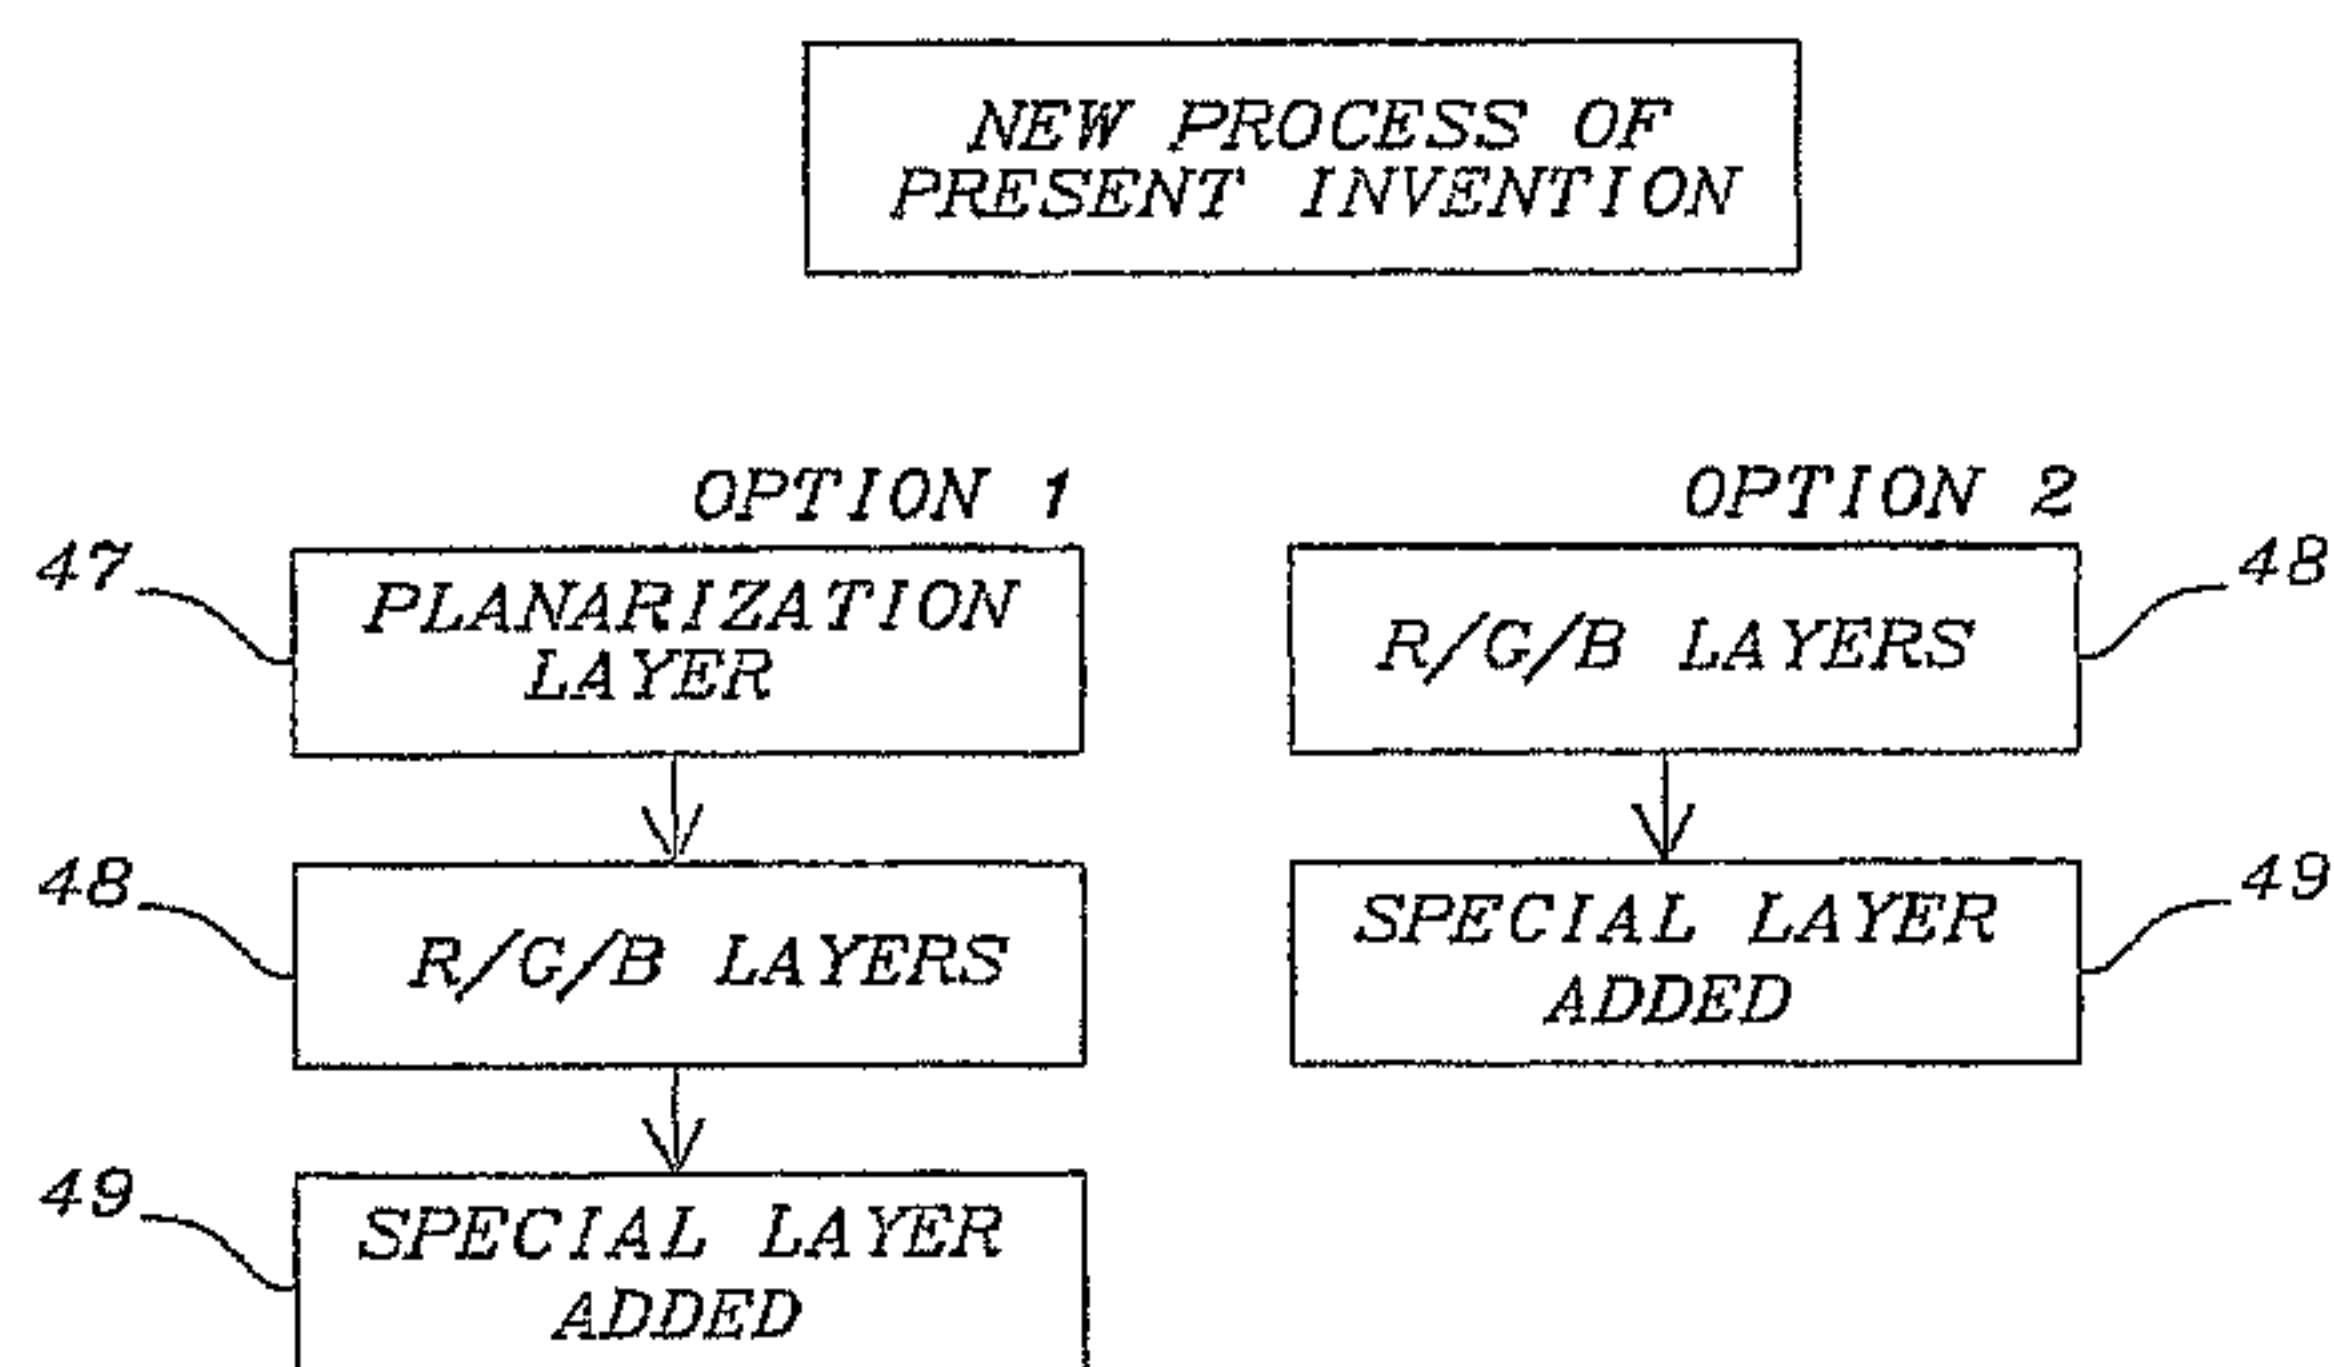 NEW PROCESS OF
PRESENT INVENTION
OPTION 1
47
PLANARIZATION
LAYER
48
R/G/B LAYERS
49
SPECIAL LAYER
ADDED
OPTION 2
48
R/G/B LAYERS
49
SPECIAL LAYER
ADDED